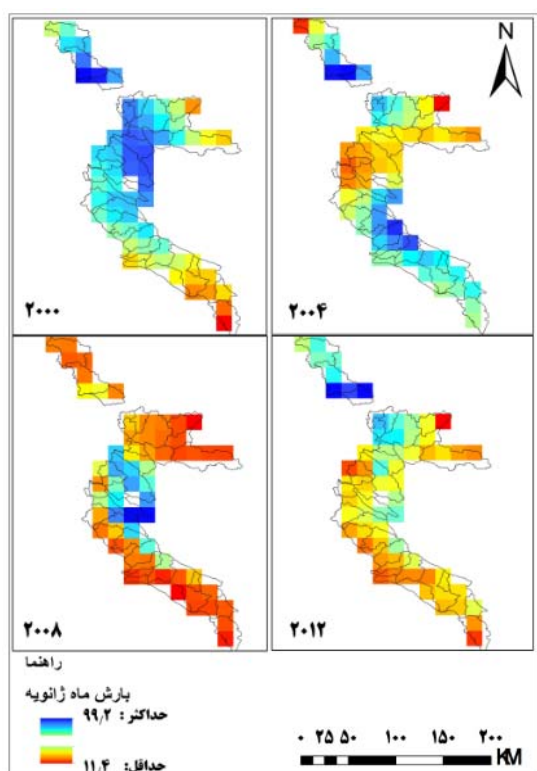 N
۲۰۰۰
۲۰۰۴
۲۰۰۸
۲۰۱۲
راهنما
بارش ماه ژانویه
حداکثر: ۹۹٫۲
حداقل: ۱۱٫۴
۰ ۲۵ ۵۰ ۱۰۰ ۱۵۰ ۲۰۰
KM